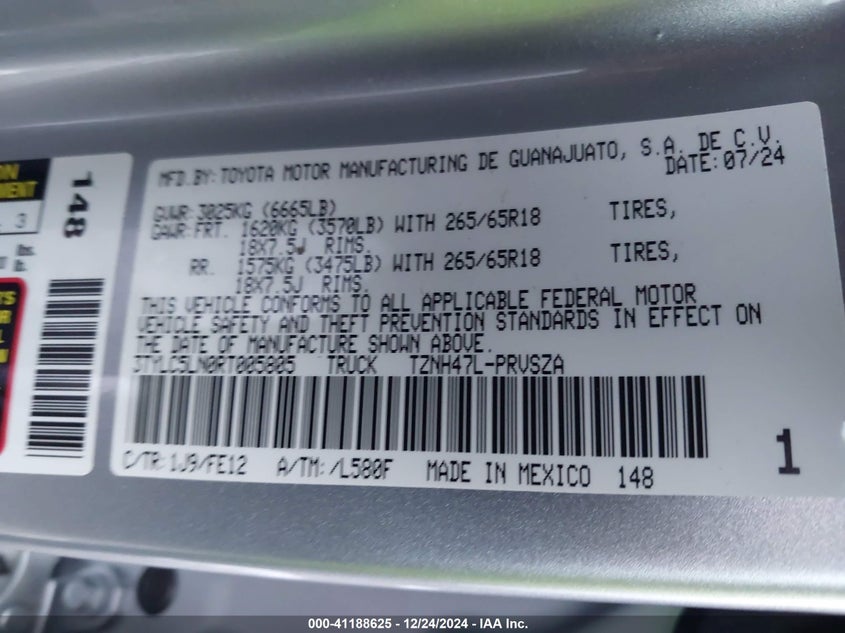 MFD.BY:TOYOTA MOTOR MANUFACTURING DE GUANAJUATO, S.A. DE C.V.
DATE:07/24
GVWR:3025KG (6665LB)
GAWR:FRT. 1620KG (3570LB) WITH 265/65R18 TIRES,
18X7.5J RIMS.
RR. 1575KG (3475LB) WITH 265/65R18 TIRES,
18X7.5J RIMS.
THIS VEHICLE CONFORMS TO ALL APPLICABLE FEDERAL MOTOR
VEHICLE SAFETY AND THEFT PREVENTION STANDARDS IN EFFECT ON
THE DATE OF MANUFACTURE SHOWN ABOVE.
3TYLC5LN0RT005805 TRUCK TZNH47L-PRVSZA
C/TR:1J9/FE12 A/TM:/L580F MADE IN MEXICO 148
1
148
3
lbs.
lb.
000-41188625 - 12/24/2024 - IAA Inc.